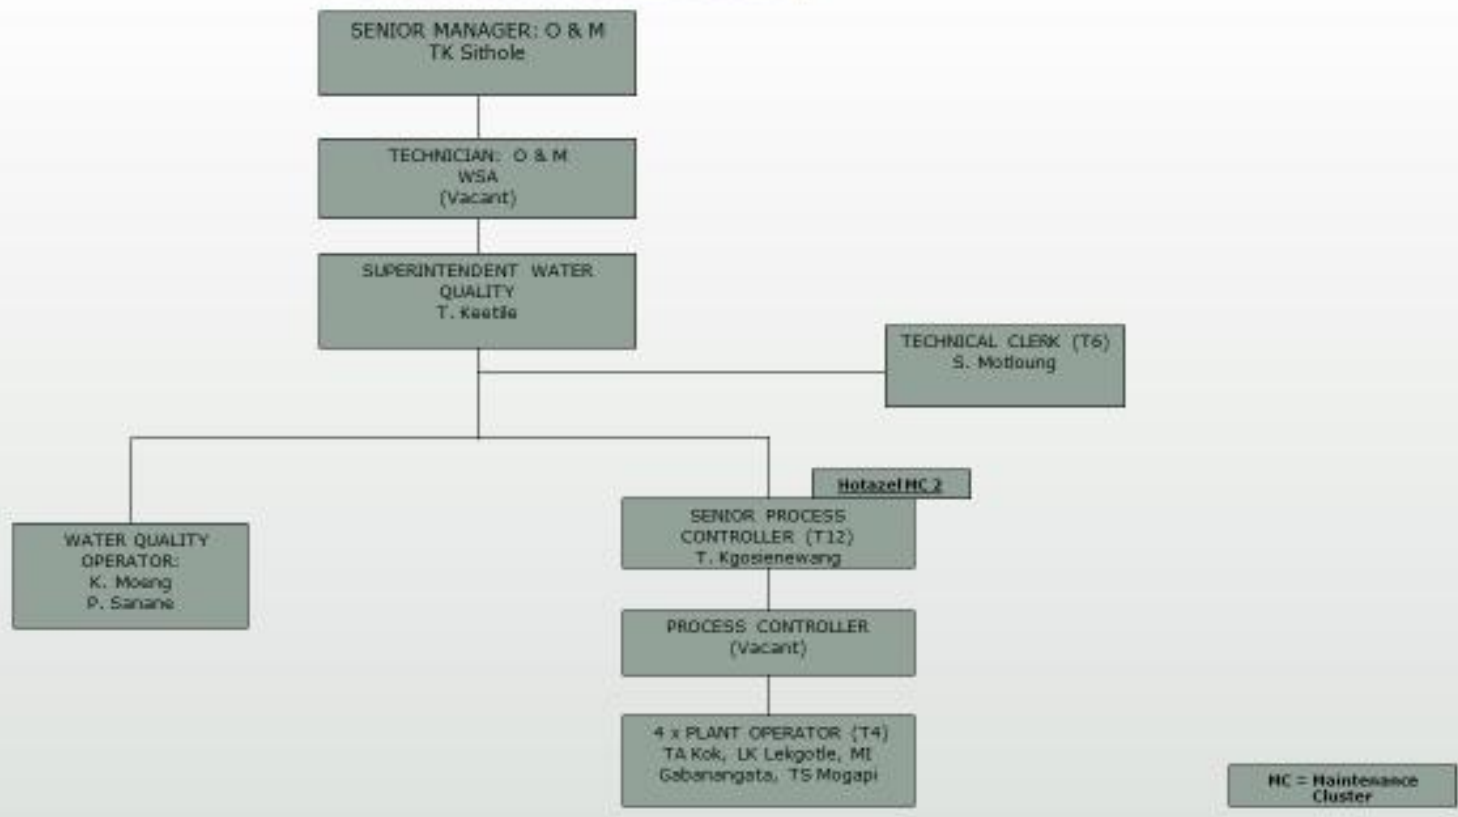 SENIOR MANAGER: O & M
TK Sithole
TECHNICIAN: O & M
WSA
(Vacant)
SUPERINTENDENT WATER
QUALITY
T. Keetile
TECHNICAL CLERK (T6)
S. Motloung
Hotazel MC 2
WATER QUALITY
OPERATOR:
K. Moeng
P. Sanane
SENIOR PROCESS
CONTROLLER (T12)
T. Kgosienewang
PROCESS CONTROLLER
(Vacant)
4 x PLANT OPERATOR (T4)
TA Kok, LK Lekgotle, MI
Gabanangata, TS Mogapi
MC = Maintenance
Cluster